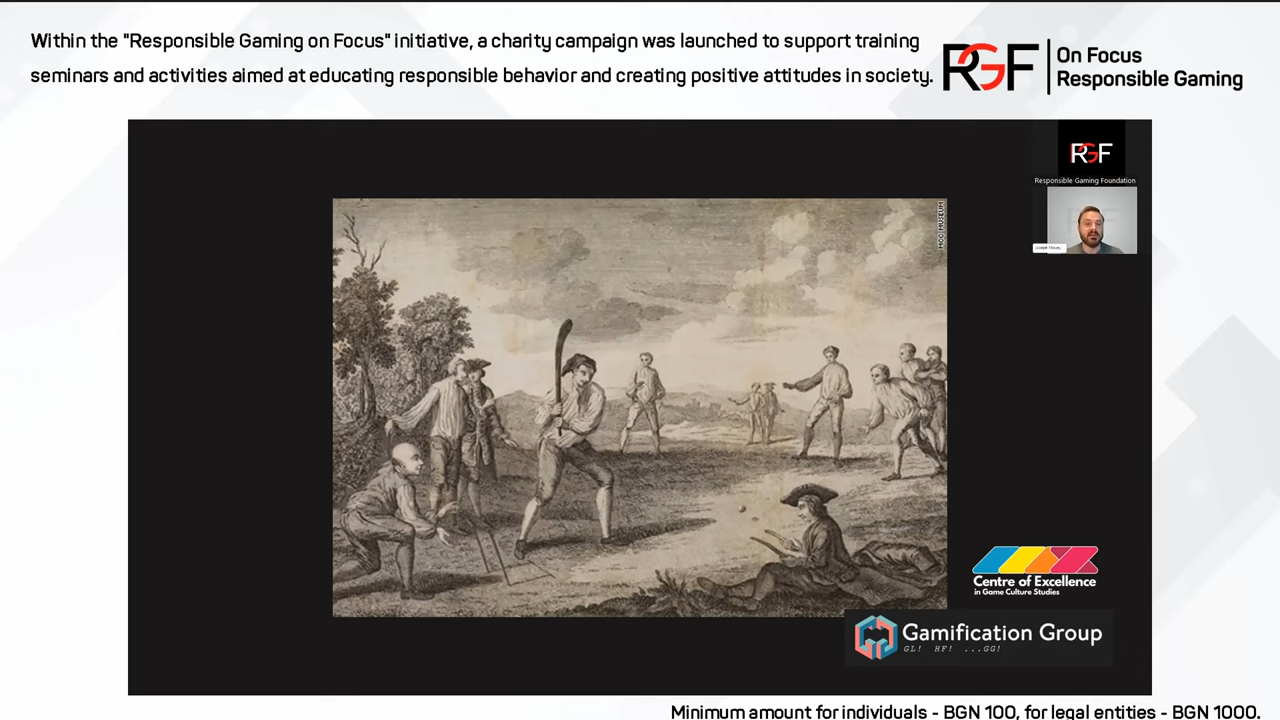 Within the "Responsible Gaming on Focus" initiative, a charity campaign was launched to support training
seminars and activities aimed at educating responsible behavior and creating positive attitudes in society.
RGF
On Focus
Responsible Gaming
RGF
Responsible Gaming Foundation
MCC MUSEUM
Centre of Excellence
in Game Culture Studies
Gamification Group
GL! HF! ...GG!
Minimum amount for individuals - BGN 100, for legal entities - BGN 1000.